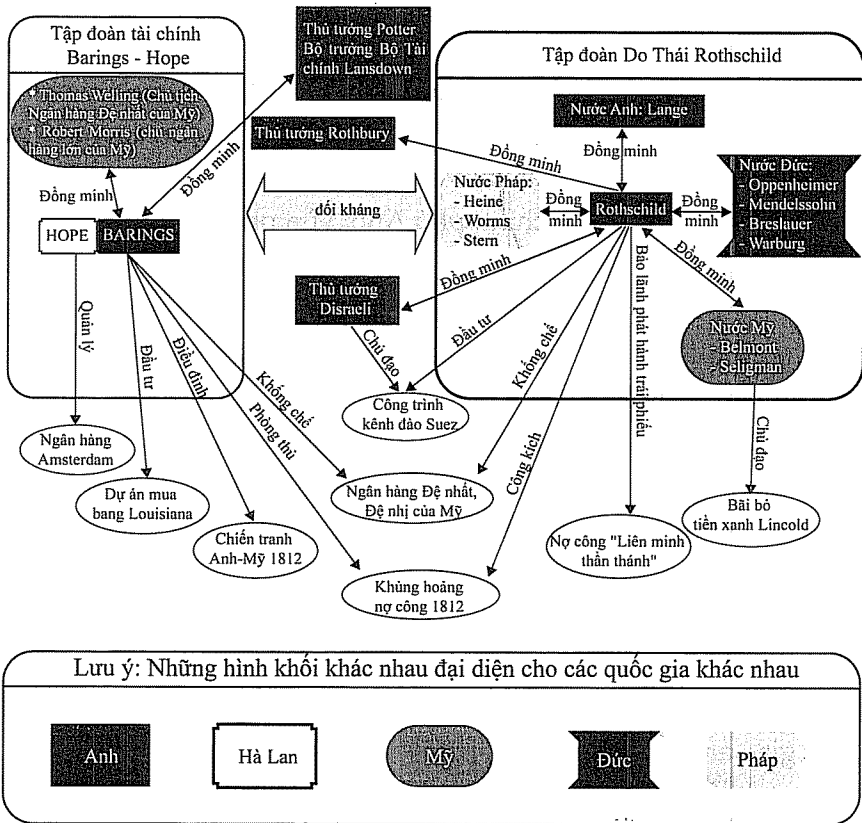 Tập đoàn tài chính
Barings - Hope
* Thomas Welling (Chủ tịch
Ngân hàng Đệ nhất của Mỹ)
* Robert Morris (chủ ngân
hàng lớn của Mỹ)
Đồng minh
HOPE
BARINGS
Quản lý
Đầu tư
Điều đình
Phòng thủ
Khống chế
Thủ tướng Potter
Bộ trưởng Bộ Tài
chính Lansdown
Đồng minh
Thủ tướng Rothbury
Đồng minh
đối kháng
Thủ tướng
Disraeli
Đồng minh
Chủ đạo
Đầu tư
Tập đoàn Do Thái Rothschild
Nước Anh: Lange
Đồng minh
Nước Pháp:
- Heine
- Worms
- Stern
Đồng
minh
Rothschild
Đồng
minh
Nước Đức:
- Oppenheimer
- Mendelssohn
- Breslauer
- Warburg
Đồng minh
Nước Mỹ
- Belmont
- Seligman
Khống chế
Công kích
Bảo lãnh phát hành trái phiếu
Chủ đạo
Ngân hàng
Amsterdam
Dự án mua
bang Louisiana
Chiến tranh
Anh-Mỹ 1812
Công trình
kênh đào Suez
Ngân hàng Đệ nhất,
Đệ nhị của Mỹ
Khủng hoảng
nợ công 1812
Nợ công "Liên minh
thần thánh"
Bãi bỏ
tiền xanh Lincold
Lưu ý: Những hình khối khác nhau đại diện cho các quốc gia khác nhau
Anh
Hà Lan
Mỹ
Đức
Pháp